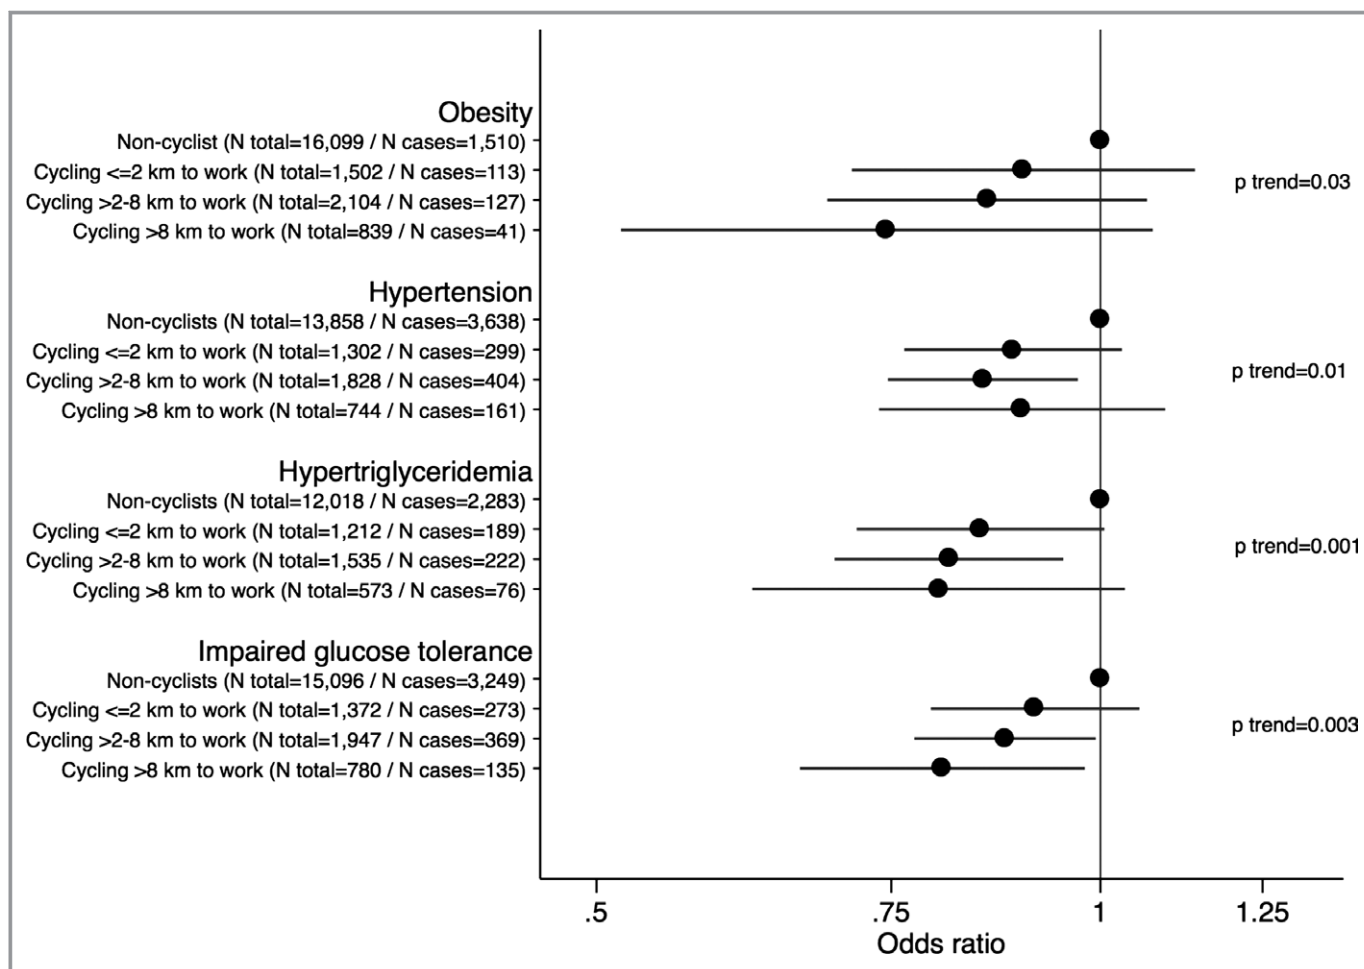 Obesity
Non-cyclist (N total=16,099 / N cases=1,510)
Cycling <=2 km to work (N total=1,502 / N cases=113)
Cycling >2-8 km to work (N total=2,104 / N cases=127)
Cycling >8 km to work (N total=839 / N cases=41)
p trend=0.03
Hypertension
Non-cyclists (N total=13,858 / N cases=3,638)
Cycling <=2 km to work (N total=1,302 / N cases=299)
Cycling >2-8 km to work (N total=1,828 / N cases=404)
Cycling >8 km to work (N total=744 / N cases=161)
p trend=0.01
Hypertriglyceridemia
Non-cyclists (N total=12,018 / N cases=2,283)
Cycling <=2 km to work (N total=1,212 / N cases=189)
Cycling >2-8 km to work (N total=1,535 / N cases=222)
Cycling >8 km to work (N total=573 / N cases=76)
p trend=0.001
Impaired glucose tolerance
Non-cyclists (N total=15,096 / N cases=3,249)
Cycling <=2 km to work (N total=1,372 / N cases=273)
Cycling >2-8 km to work (N total=1,947 / N cases=369)
Cycling >8 km to work (N total=780 / N cases=135)
p trend=0.003
.5 .75 1 1.25
Odds ratio